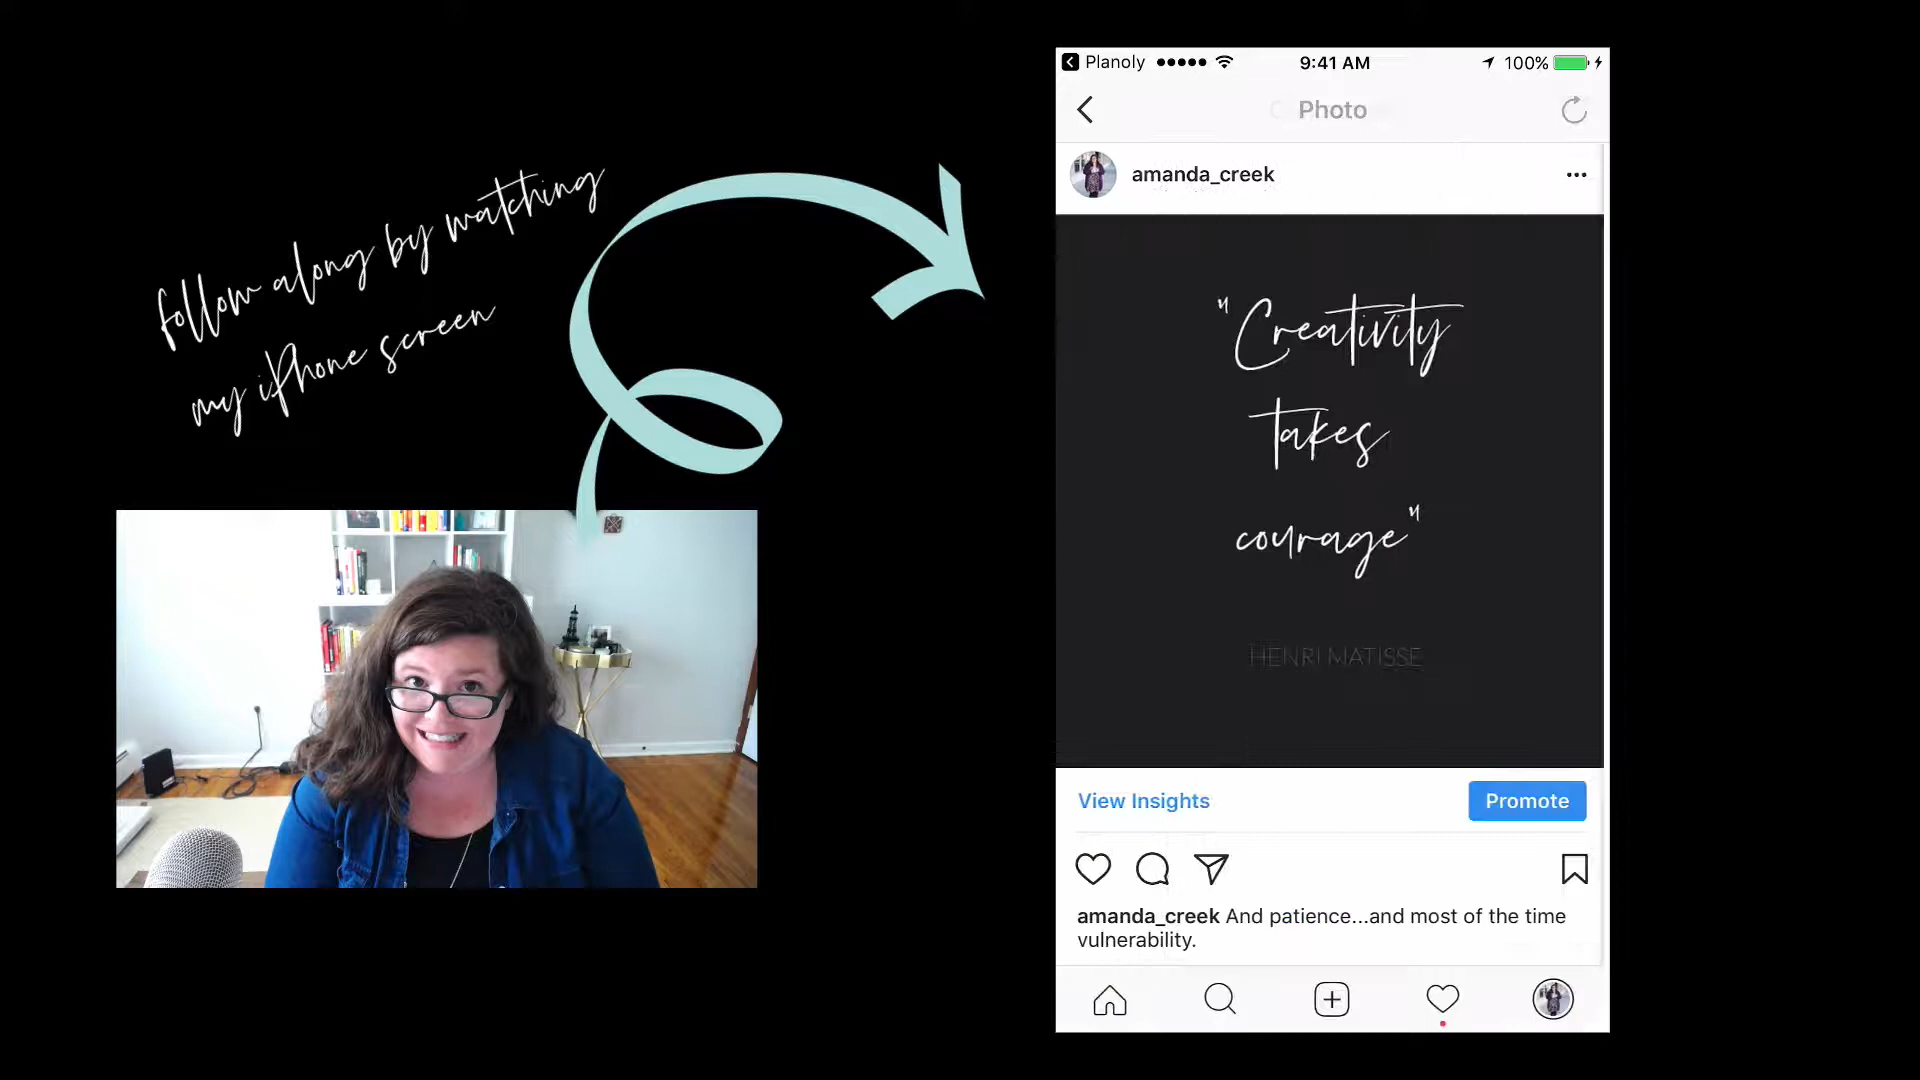 follow along by watching
my iPhone screen
Planoly
9:41 AM
100%
Photo
amanda_creek
"Creativity
takes
courage"
HENRI MATISSE
View Insights
Promote
amanda_creek And patience...and most of the time
vulnerability.